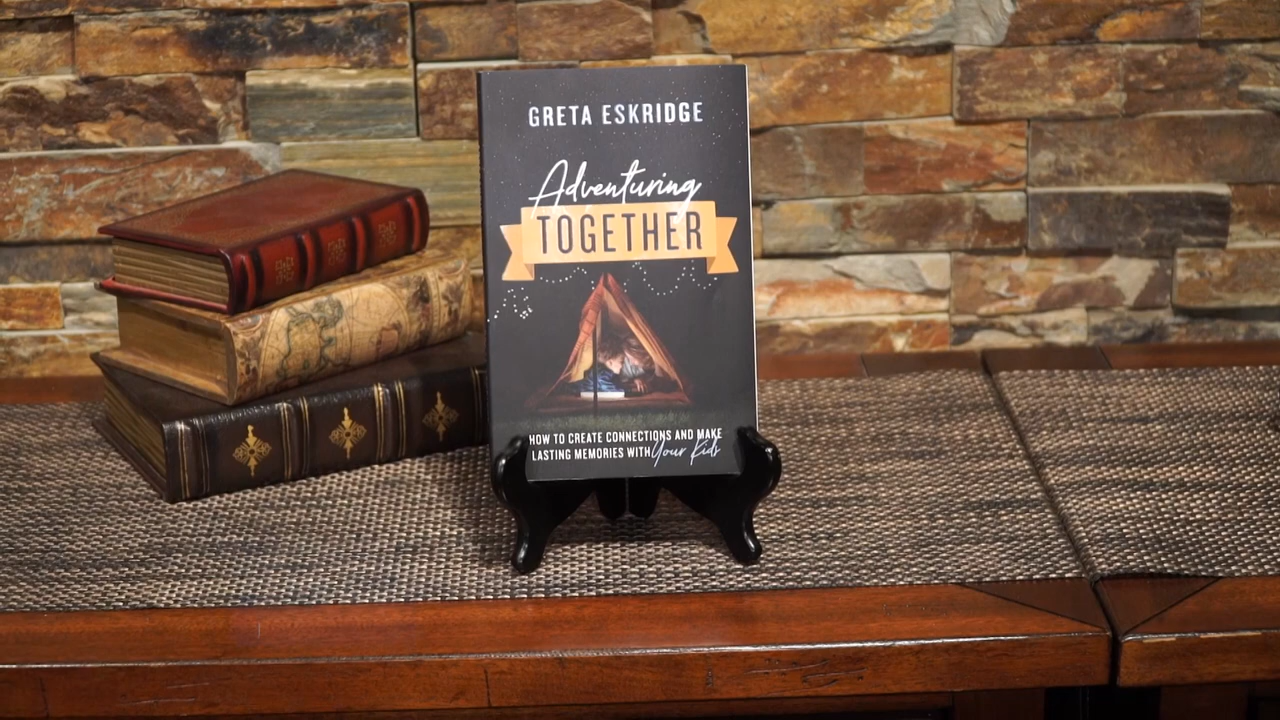 GRETA ESKRIDGE
Adventuring
TOGETHER
HOW TO CREATE CONNECTIONS AND MAKE
LASTING MEMORIES WITH Your Kids